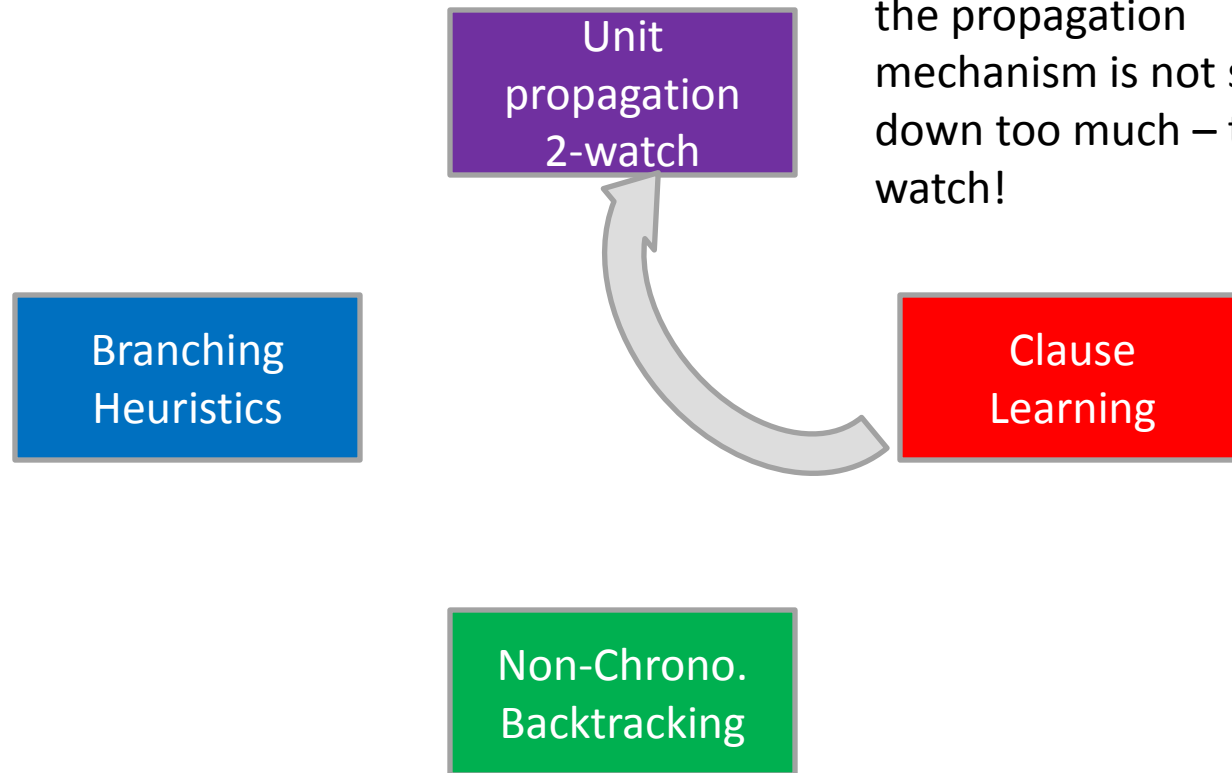 the propagation
mechanism is not
down too much –
watch!
Unit
propagation
2-watch
Branching
Heuristics
Clause
Learning
Non-Chrono.
Backtracking